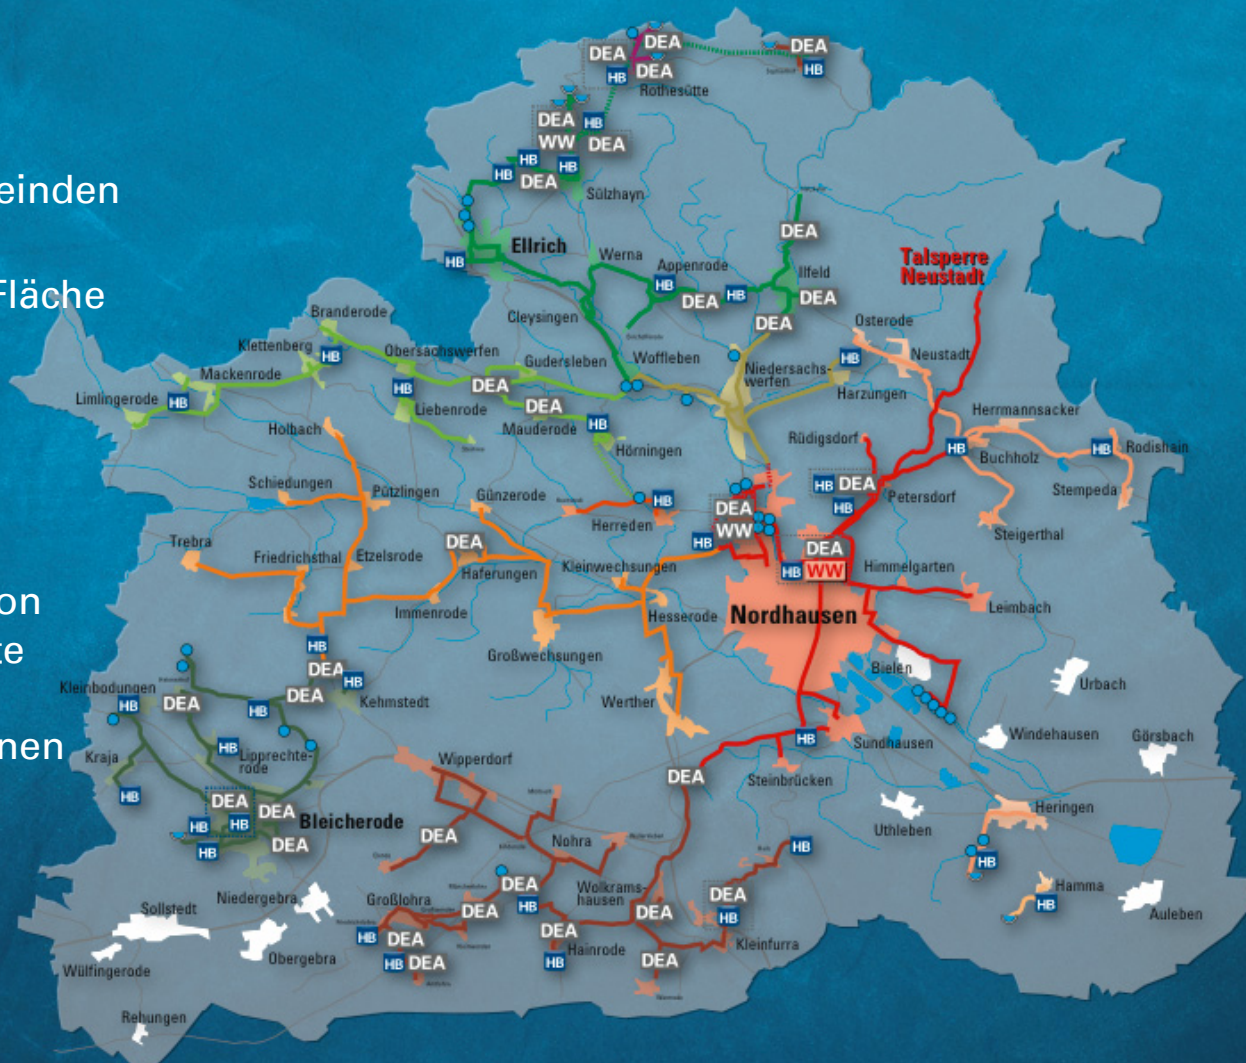 einden
Fläche
on
te
nen
DEA
DEA
DEA
HB
DEA
HB
Rothesütte
DEA
HB
WW
DEA
HB
HB
HB
DEA
Sülzhayn
DEA
Ellrich
HB
Werna
Appenrode
HB
DEA
HB
Ilfeld
DEA
Talsperre
Neustadt
Cleysingen
DEA
Osterode
Branderode
Klettenberg
HB
Obersachswerfen
Gudersleben
Woffleben
Niedersachs-
werfen
HB
Neustadt
Mackenrode
Limlingerode
HB
HB
DEA
DEA
Harzungen
Liebenrode
Mauderode
HB
Herrmannsacker
Holbach
Hörningen
Rüdigsdorf
HB
Buchholz
HB
Rodishain
Schiedungen
Pützlingen
Günzerode
HB
HB
DEA
HB
Petersdorf
Stempeda
Herreden
DEA
WW
Steigerthal
Trebra
Friedrichsthal
Etzelsrode
DEA
HB
DEA
Haferungen
Kleinwechsungen
HB
WW
Himmelgarten
Immenrode
Hesserode
Nordhausen
Leimbach
HB
Großwechsungen
DEA
HB
Bielen
Urbach
Kleinbodungen
HB
DEA
HB
DEA
Kehmstedt
Werther
Kraja
HB
Lipprechte-
rode
Wipperdorf
HB
Sundhausen
Windehausen
Görsbach
HB
DEA
Steinbrücken
DEA
DEA
HB
HB
Bleicherode
DEA
HB
DEA
Nohra
HB
Uthleben
Heringen
HB
Niedergebra
Großlohra
DEA
Wolkrams-
hausen
DEA
Hamma
HB
Auleben
Sollstedt
DEA
HB
DEA
HB
HB
DEA
DEA
Hainrode
Kleinfurra
Obergebra
HB
DEA
HB
DEA
Wülfingerode
Rehungen